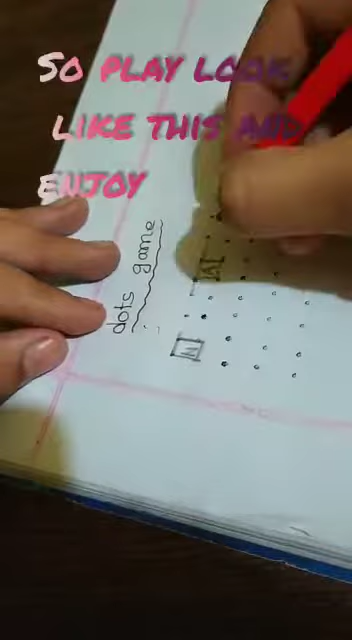 So play look
like this and
enjoy
dots game
A
N